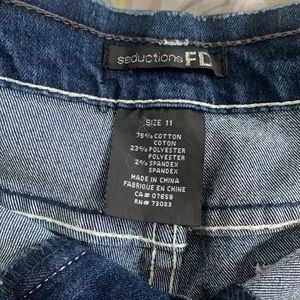 seductions FD
SIZE 11
75% COTTON
COTON
23% POLYESTER
POLYESTER
2% SPANDEX
SPANDEX
MADE IN CHINA
FABRIQUE EN CHINE
CA# 07658
RN# 73023